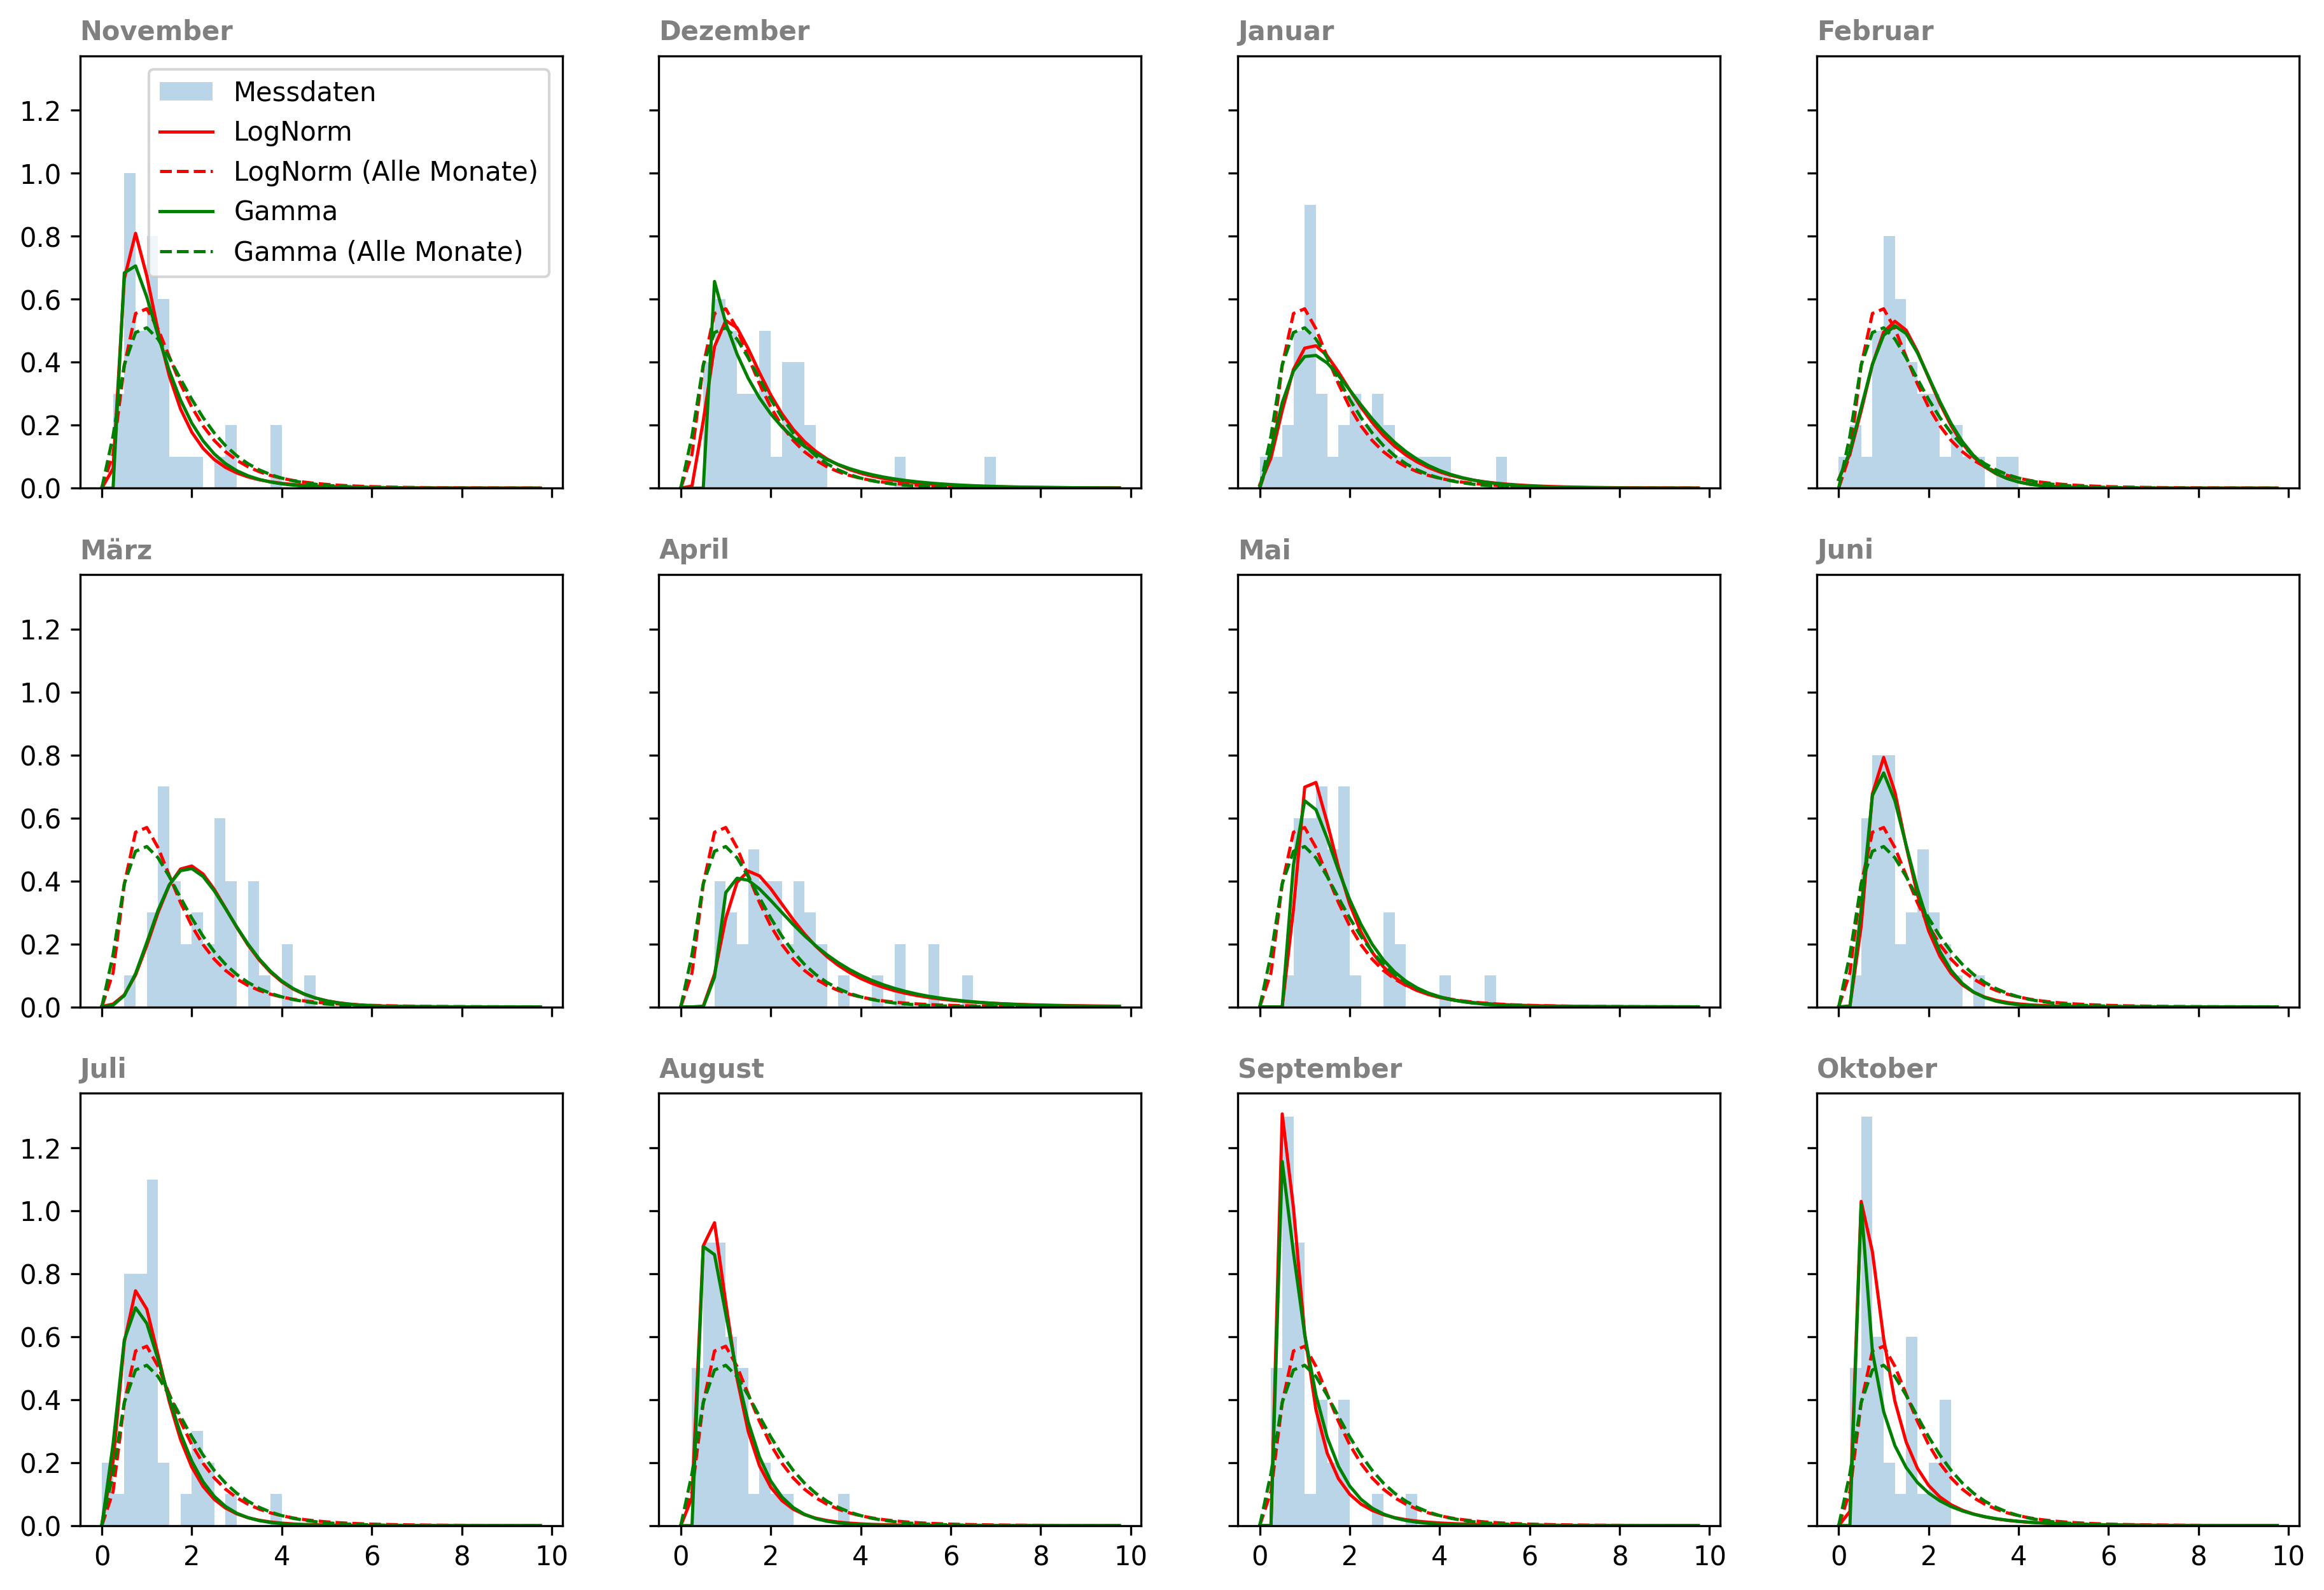 November
Dezember
Januar
Februar
Messdaten
LogNorm
LogNorm (Alle Monate)
Gamma
Gamma (Alle Monate)
1.2
1.0
0.8
0.6
0.4
0.2
0.0
März
April
Mai
Juni
1.2
1.0
0.8
0.6
0.4
0.2
0.0
Juli
August
September
Oktober
1.2
1.0
0.8
0.6
0.4
0.2
0.0
0 2 4 6 8 10
0 2 4 6 8 10
0 2 4 6 8 10
0 2 4 6 8 10